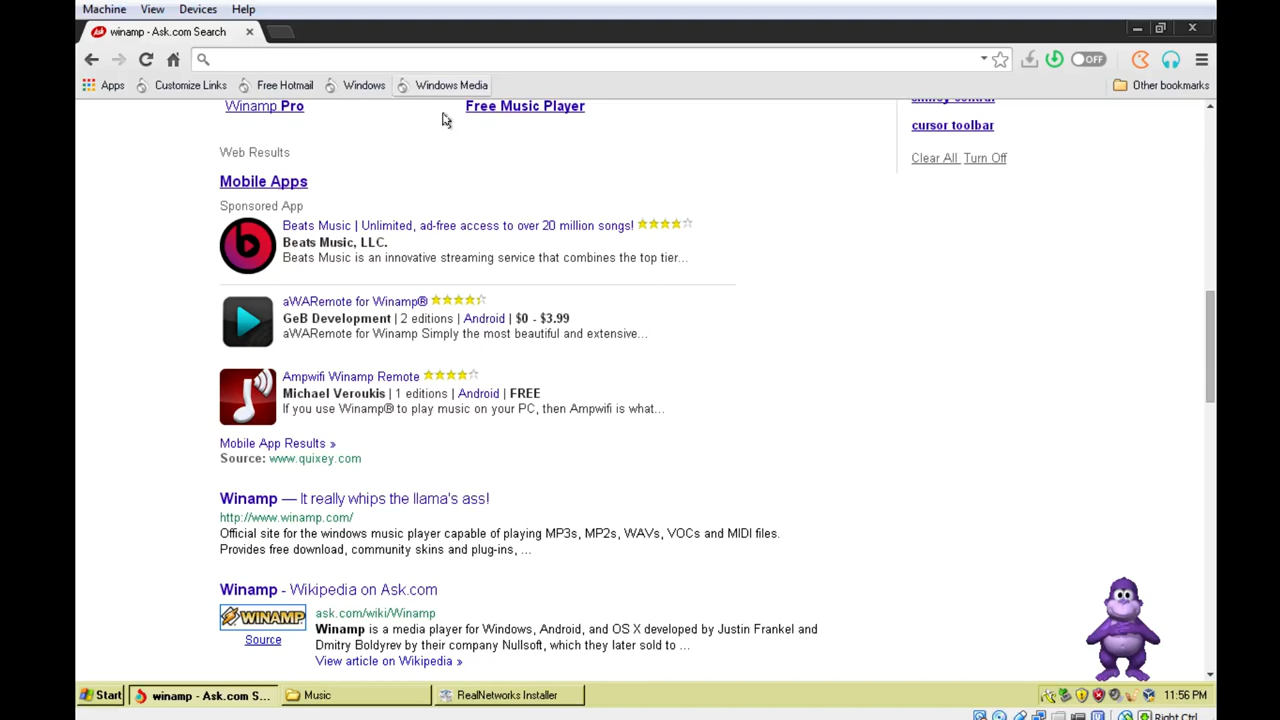 Machine View Devices Help
winamp - Ask.com Search
OFF
Apps Customize Links Free Hotmail Windows Windows Media Other bookmarks
Winamp Pro Free Music Player
cursor toolbar
Web Results
Clear All Turn Off
Mobile Apps
Sponsored App
Beats Music | Unlimited, ad-free access to over 20 million songs!
Beats Music, LLC.
Beats Music is an innovative streaming service that combines the top tier...
aWARemote for Winamp®
GeB Development | 2 editions | Android | $0 - $3.99
aWARemote for Winamp Simply the most beautiful and extensive...
Ampwifi Winamp Remote
Michael Veroukis | 1 editions | Android | FREE
If you use Winamp® to play music on your PC, then Ampwifi is what...
Mobile App Results »
Source: www.quixey.com
Winamp — It really whips the llama's ass!
http://www.winamp.com/
Official site for the windows music player capable of playing MP3s, MP2s, WAVs, VOCs and MIDI files.
Provides free download, community skins and plug-ins, ...
Winamp - Wikipedia on Ask.com
WINAMP
ask.com/wiki/Winamp
Winamp is a media player for Windows, Android, and OS X developed by Justin Frankel and
Source
Dmitry Boldyrev by their company Nullsoft, which they later sold to ...
View article on Wikipedia »
Start winamp - Ask.com S... Music RealNetworks Installer 11:56 PM
Right Ctrl